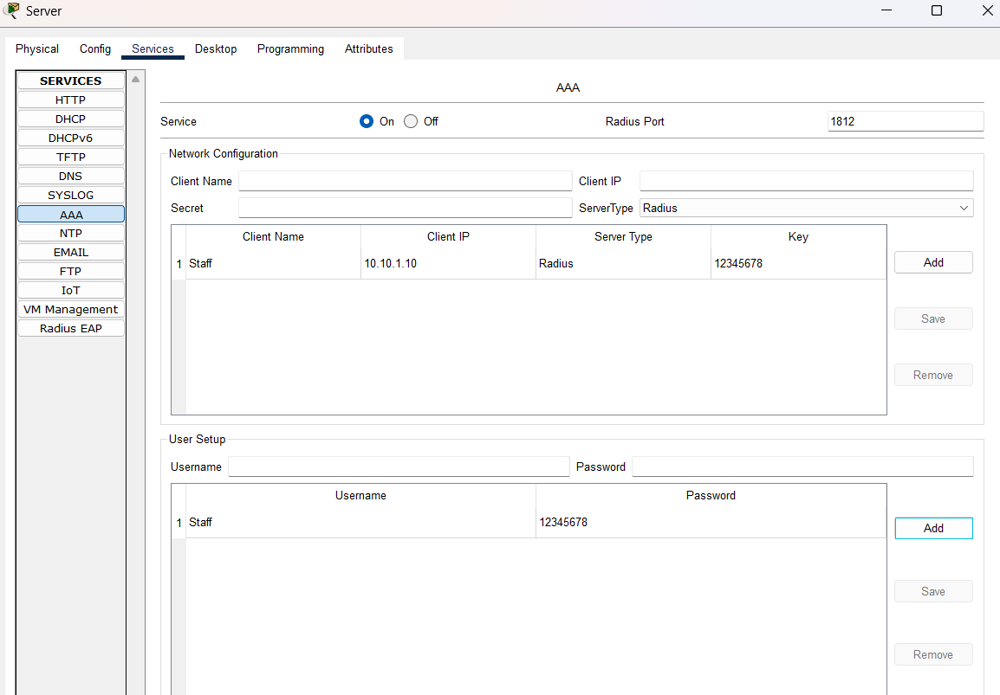 Server
Physical Config Services Desktop Programming Attributes
SERVICES
HTTP
DHCP
DHCPv6
TFTP
DNS
SYSLOG
AAA
NTP
EMAIL
FTP
IoT
VM Management
Radius EAP
AAA
Service On Off Radius Port 1812
Network Configuration
Client Name Client IP
Secret ServerType Radius
Client Name Client IP Server Type Key
1 Staff 10.10.1.10 Radius 12345678
Add
Save
Remove
User Setup
Username Password
Username Password
1 Staff 12345678
Add
Save
Remove